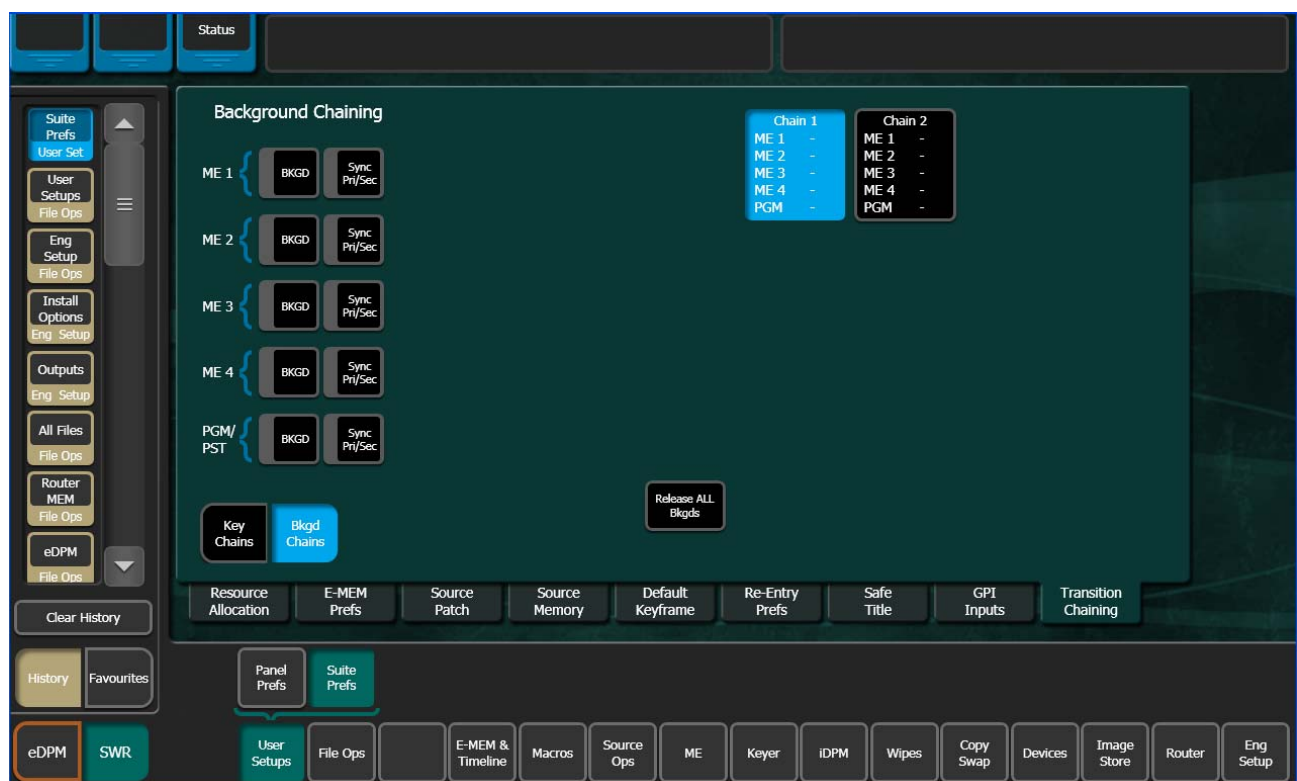 Status
Suite
Prefs
User Set
User
Setups
File Ops
Eng
Setup
File Ops
Install
Options
Eng Setup
Outputs
Eng Setup
All Files
File Ops
Router
MEM
File Ops
eDPM
File Ops
Clear History
History
Favourites
eDPM
SWR
Background Chaining
ME 1
BKGD
Sync
Pri/Sec
ME 2
BKGD
Sync
Pri/Sec
ME 3
BKGD
Sync
Pri/Sec
ME 4
BKGD
Sync
Pri/Sec
PGM/
PST
BKGD
Sync
Pri/Sec
Key
Chains
Bkgd
Chains
Chain 1
ME 1 -
ME 2 -
ME 3 -
ME 4 -
PGM -
Chain 2
ME 1 -
ME 2 -
ME 3 -
ME 4 -
PGM -
Release ALL
Bkgds
Resource
Allocation
E-MEM
Prefs
Source
Patch
Source
Memory
Default
Keyframe
Re-Entry
Prefs
Safe
Title
GPI
Inputs
Transition
Chaining
Panel
Prefs
Suite
Prefs
User
Setups
File Ops
E-MEM &
Timeline
Macros
Source
Ops
ME
Keyer
iDPM
Wipes
Copy
Swap
Devices
Image
Store
Router
Eng
Setup